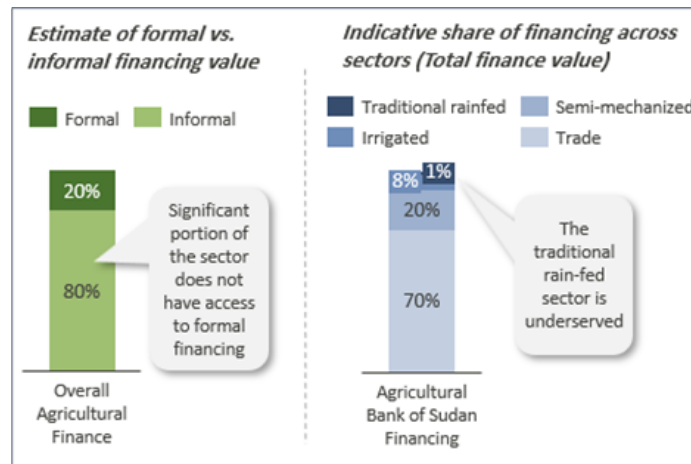 Estimate of formal vs.
informal financing value
Formal
Informal
20%
80%
Significant
portion of
the sector
does not
have access
to formal
financing
Overall
Agricultural
Finance
Indicative share of financing across
sectors (Total finance value)
Traditional rainfed
Semi-mechanized
Irrigated
Trade
8%
1%
20%
70%
The
traditional
rain-fed
sector is
underserved
Agricultural
Bank of Sudan
Financing